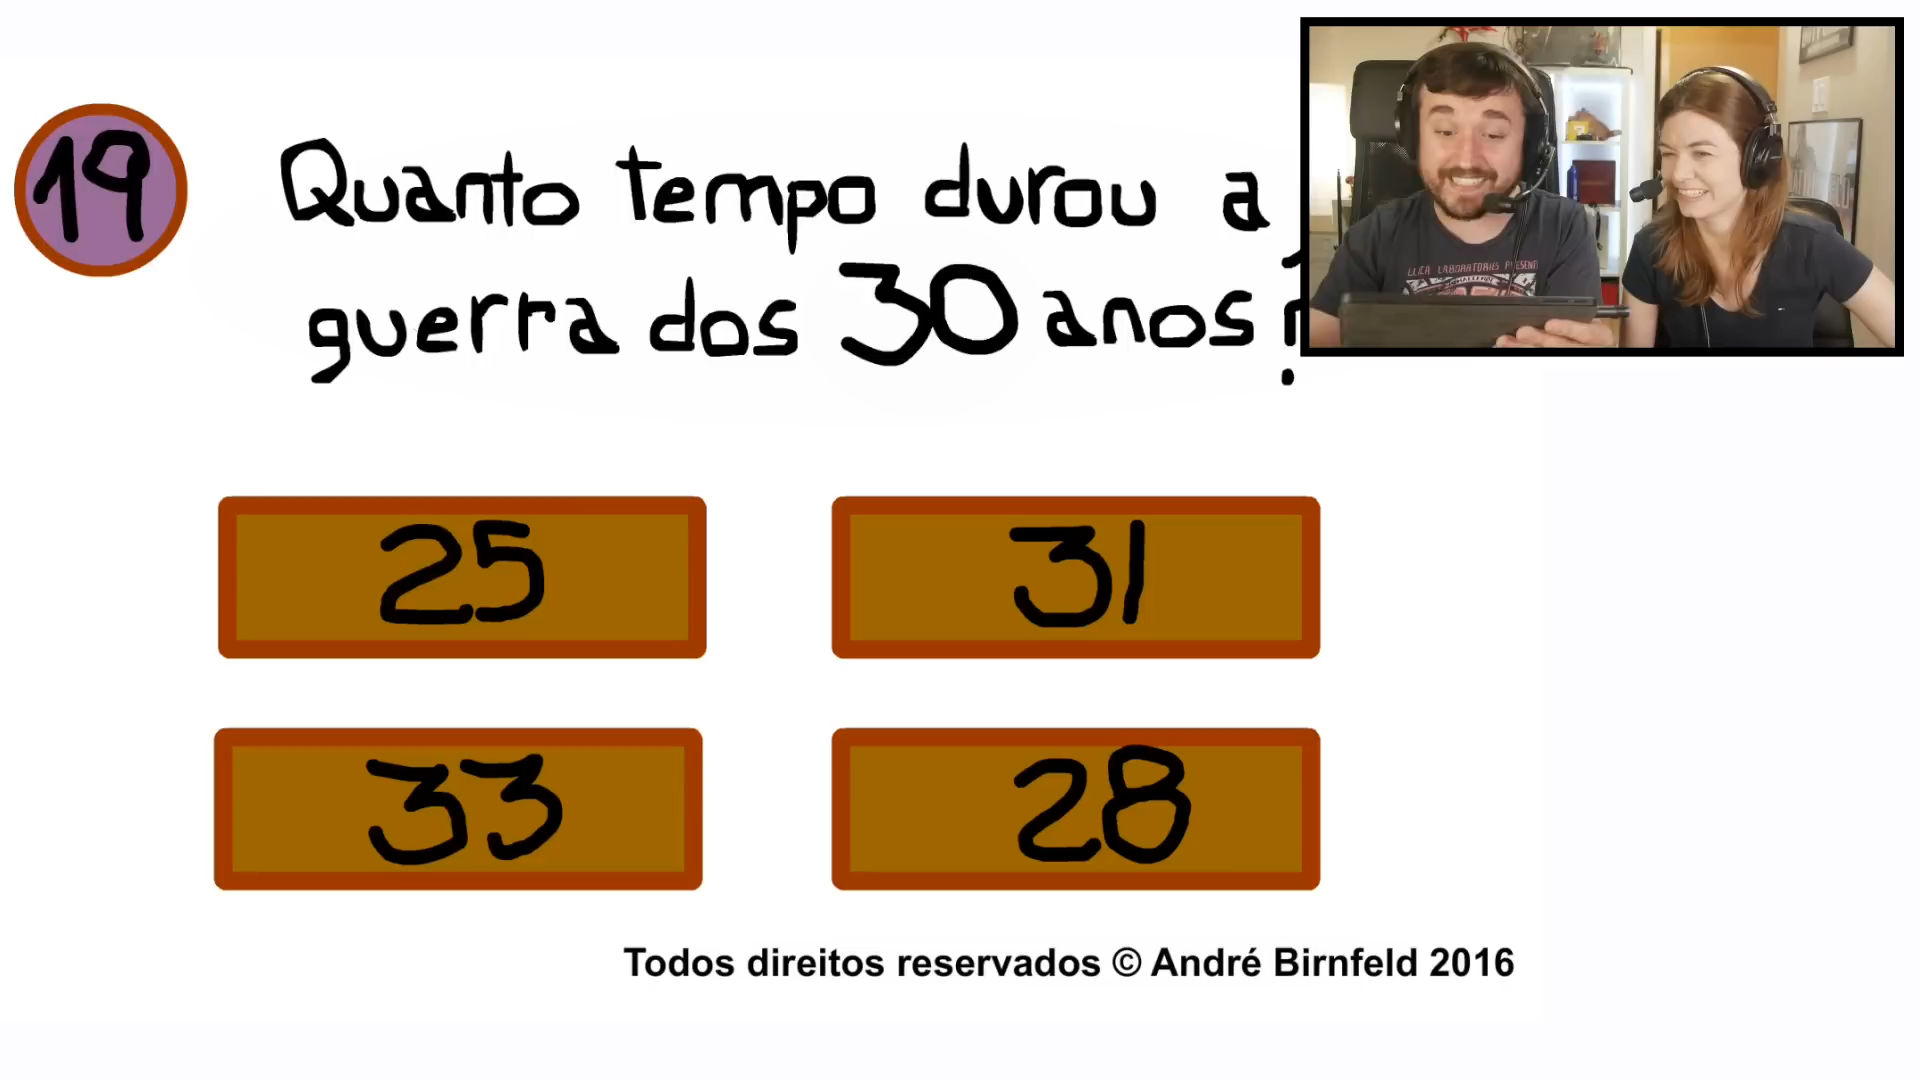 19
Quanto tempo durou a
guerra dos 30 anos?
25
31
33
28
Todos direitos reservados © André Birnfeld 2016